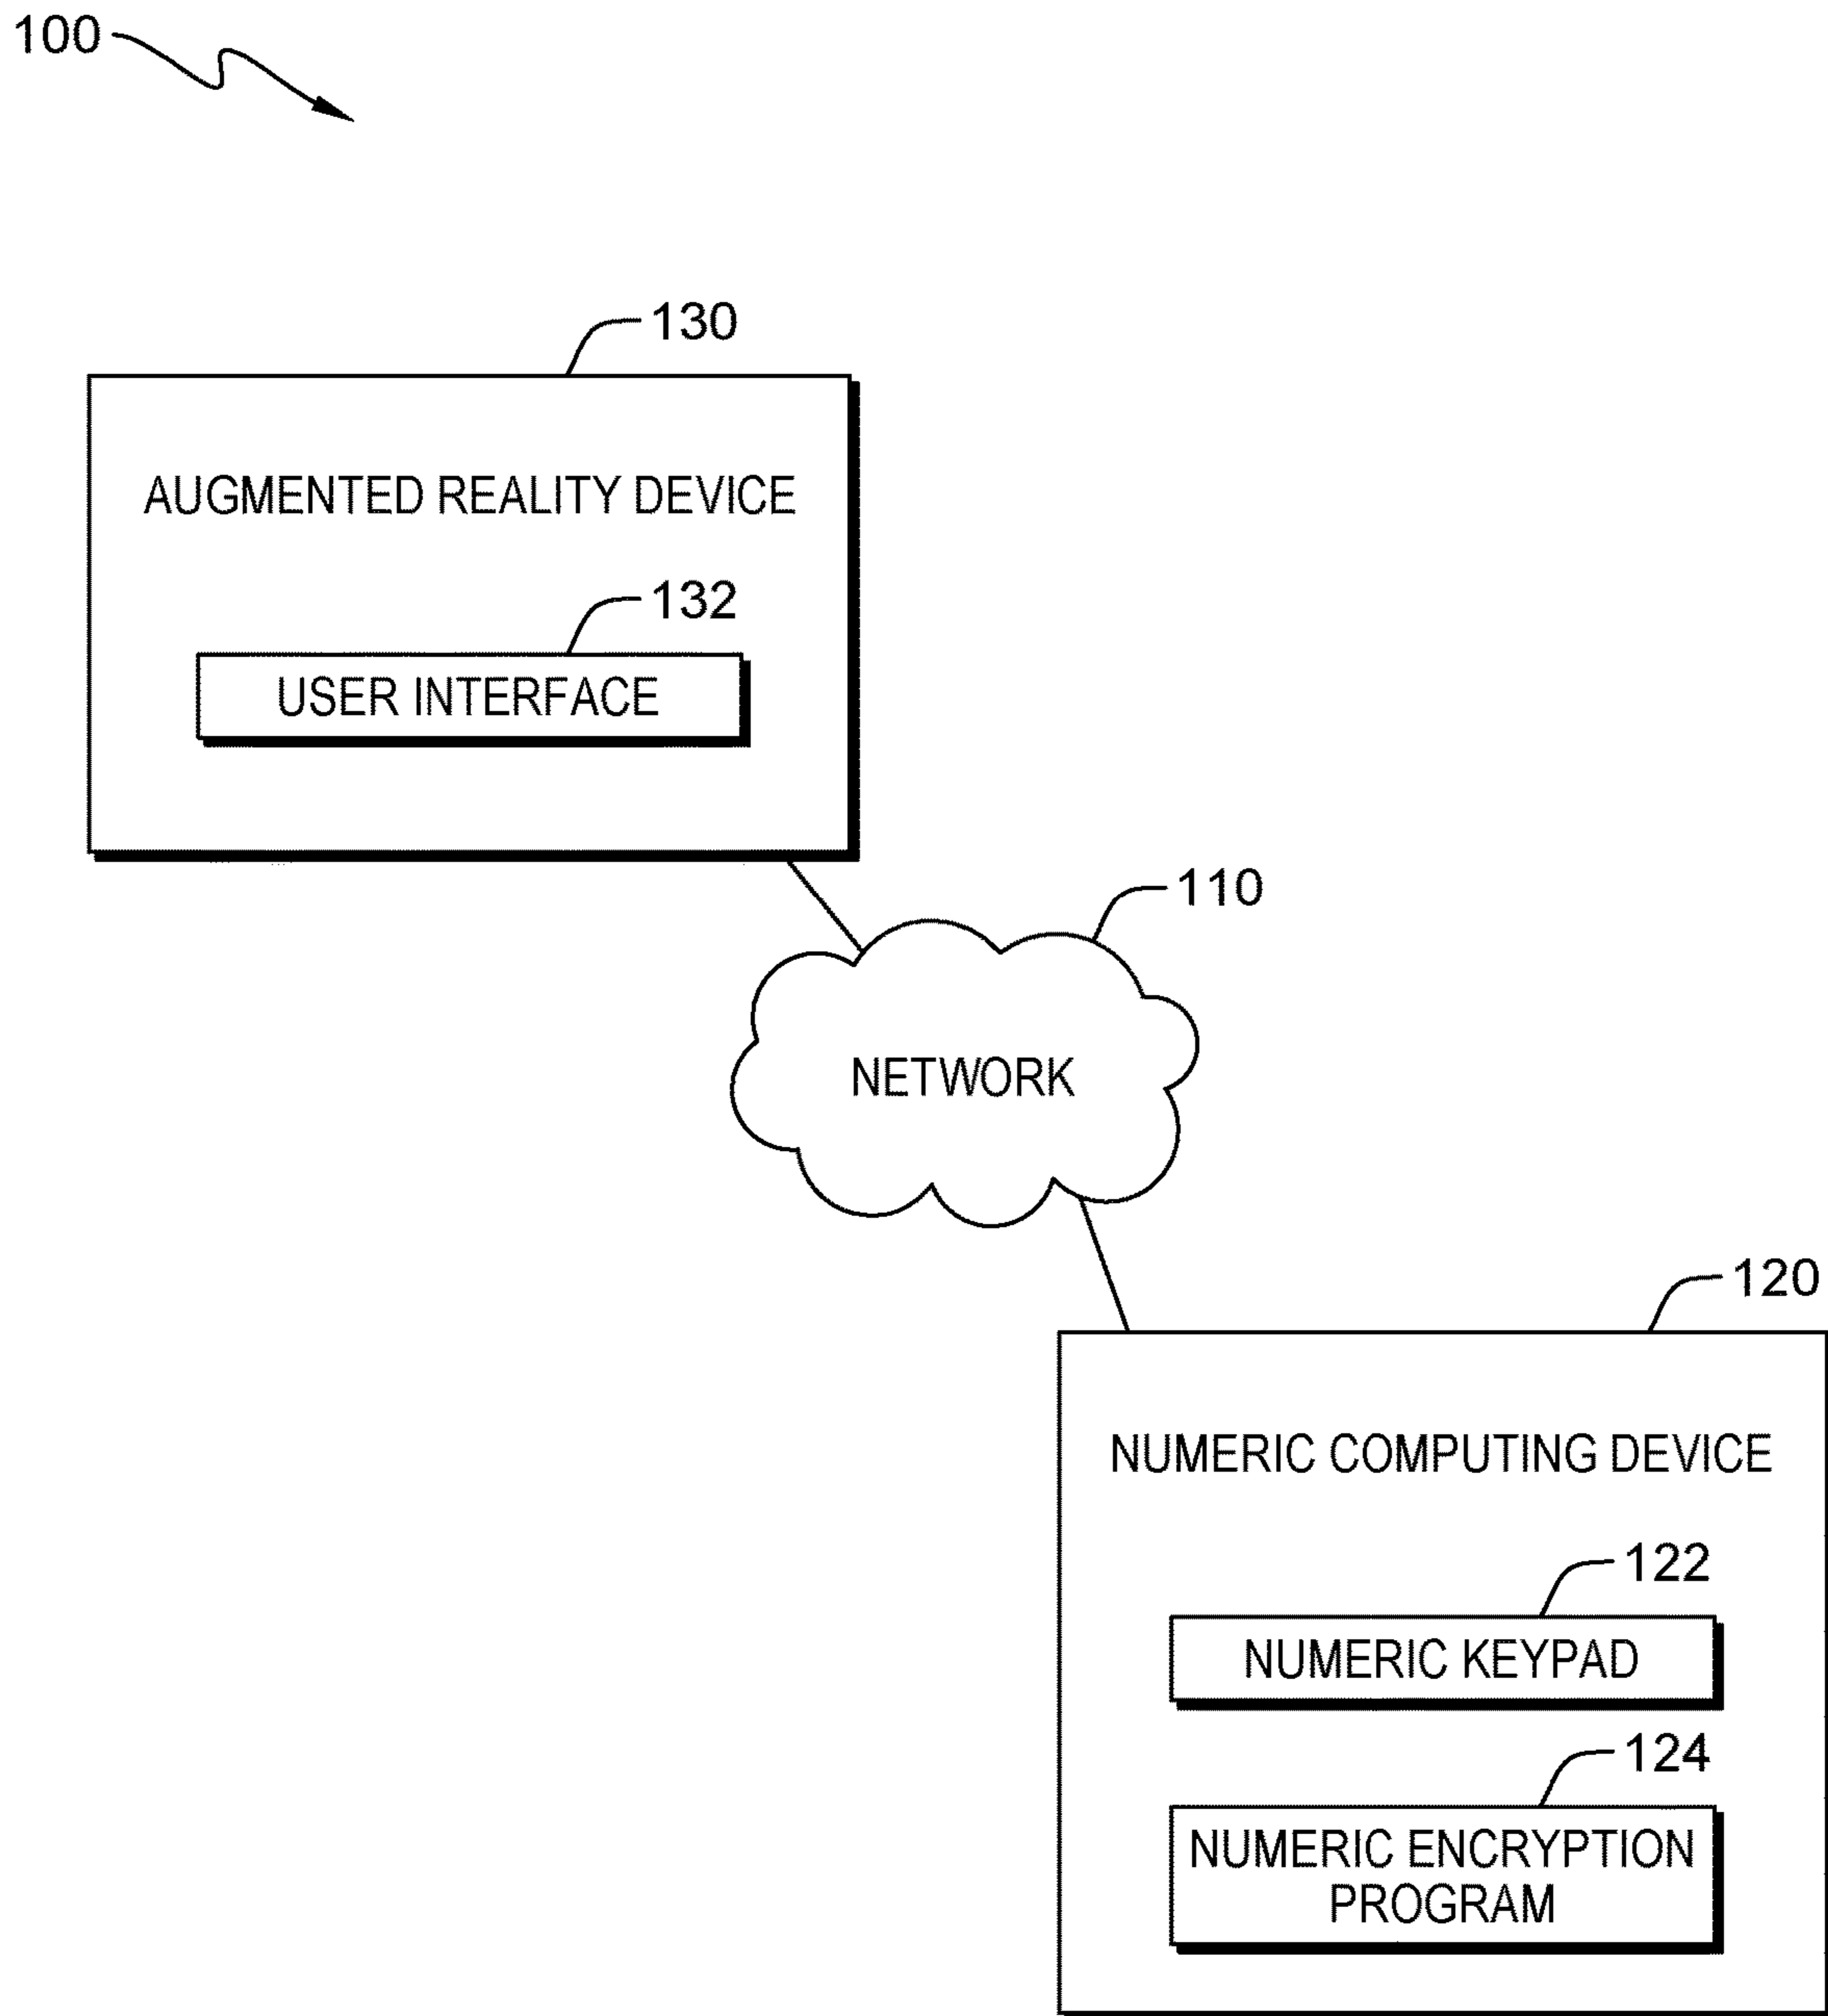 100
130
AUGMENTED REALITY DEVICE
132
USER INTERFACE
110
NETWORK
120
NUMERIC COMPUTING DEVICE
122
NUMERIC KEYPAD
124
NUMERIC ENCRYPTION
PROGRAM